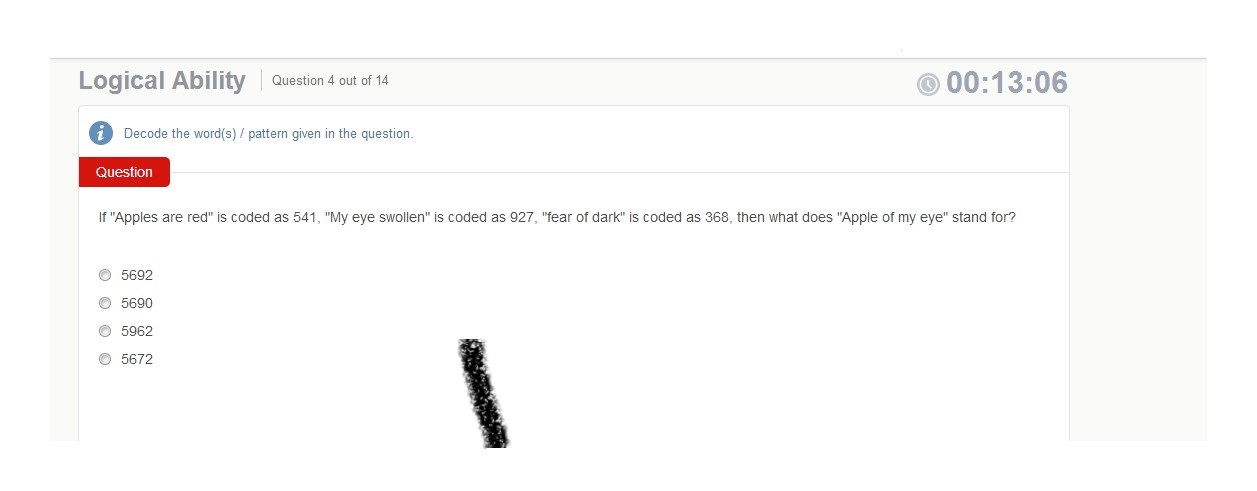 Logical Ability Question 4 out of 14 00:13:06
Decode the word(s) / pattern given in the question.
Question
If "Apples are red" is coded as 541, "My eye swollen" is coded as 927, "fear of dark" is coded as 368, then what does "Apple of my eye" stand for?
5692
5690
5962
5672